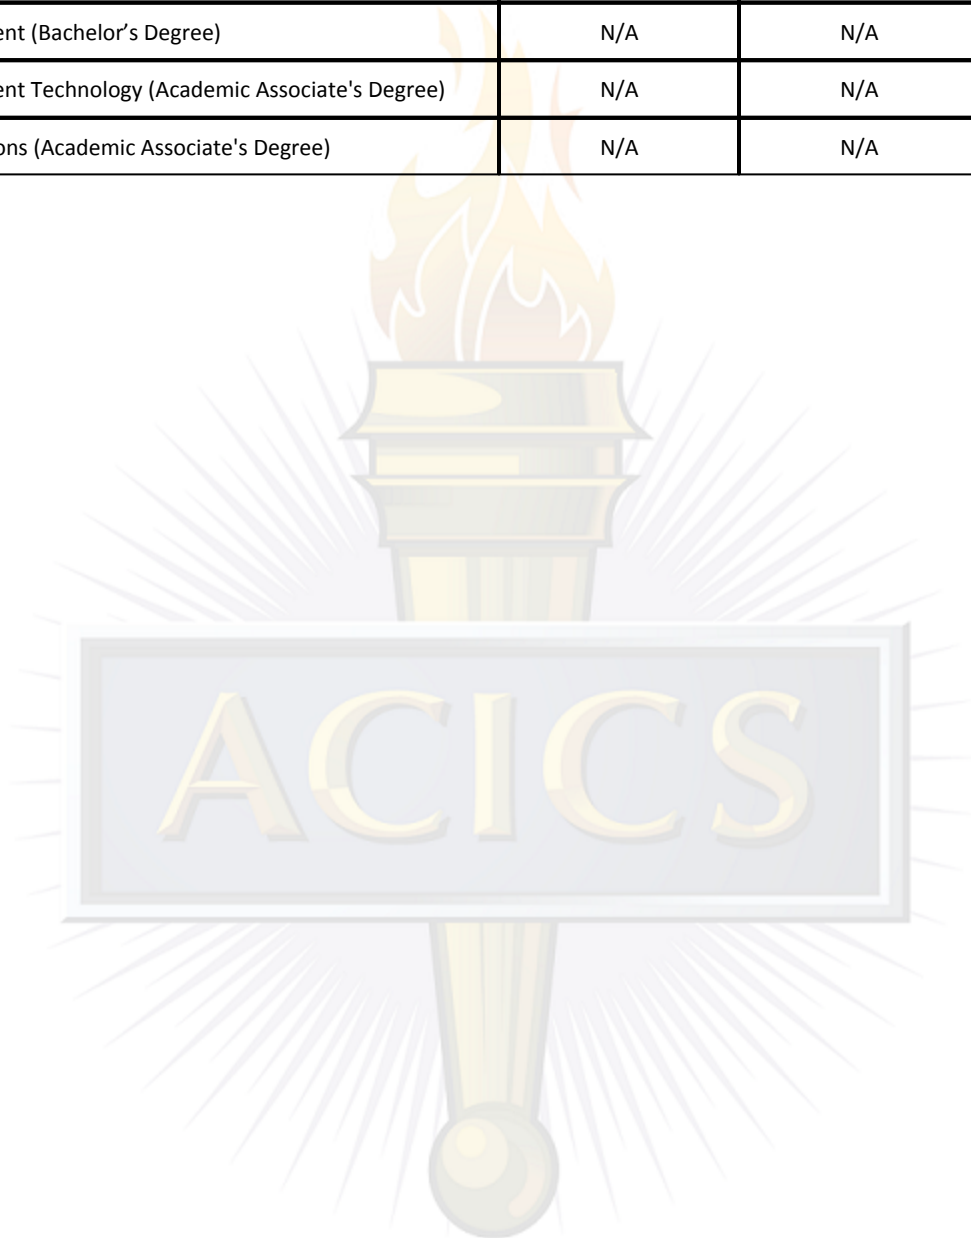 ent (Bachelor’s Degree) N/A N/A
ent Technology (Academic Associate's Degree) N/A N/A
ons (Academic Associate's Degree) N/A N/A
ACICS